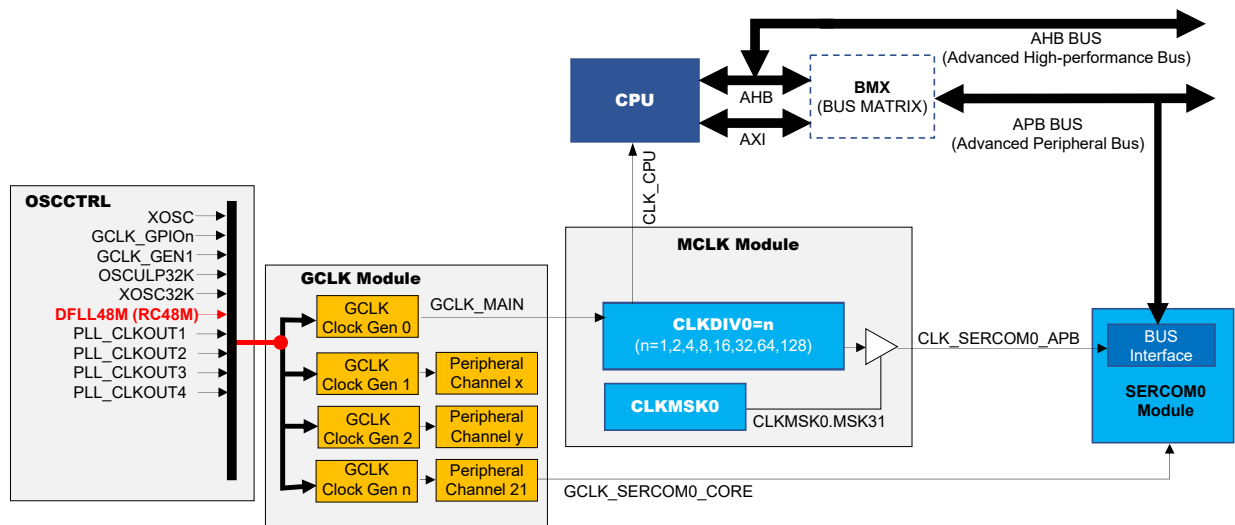 AHB BUS
(Advanced High-performance Bus)
CPU
AHB
AXI
BMX
(BUS MATRIX)
APB BUS
(Advanced Peripheral Bus)
CLK_CPU
OSCCTRL
XOSC
GCLK_GPIOn
GCLK_GEN1
OSCULP32K
XOSC32K
DFLL48M (RC48M)
PLL_CLKOUT1
PLL_CLKOUT2
PLL_CLKOUT3
PLL_CLKOUT4
GCLK Module
GCLK
Clock Gen 0
GCLK_MAIN
GCLK
Clock Gen 1
Peripheral
Channel x
GCLK
Clock Gen 2
Peripheral
Channel y
GCLK
Clock Gen n
Peripheral
Channel 21
GCLK_SERCOM0_CORE
MCLK Module
CLKDIV0=n
(n=1,2,4,8,16,32,64,128)
CLKMSK0
CLKMSK0.MSK31
CLK_SERCOM0_APB
BUS
Interface
SERCOM0
Module